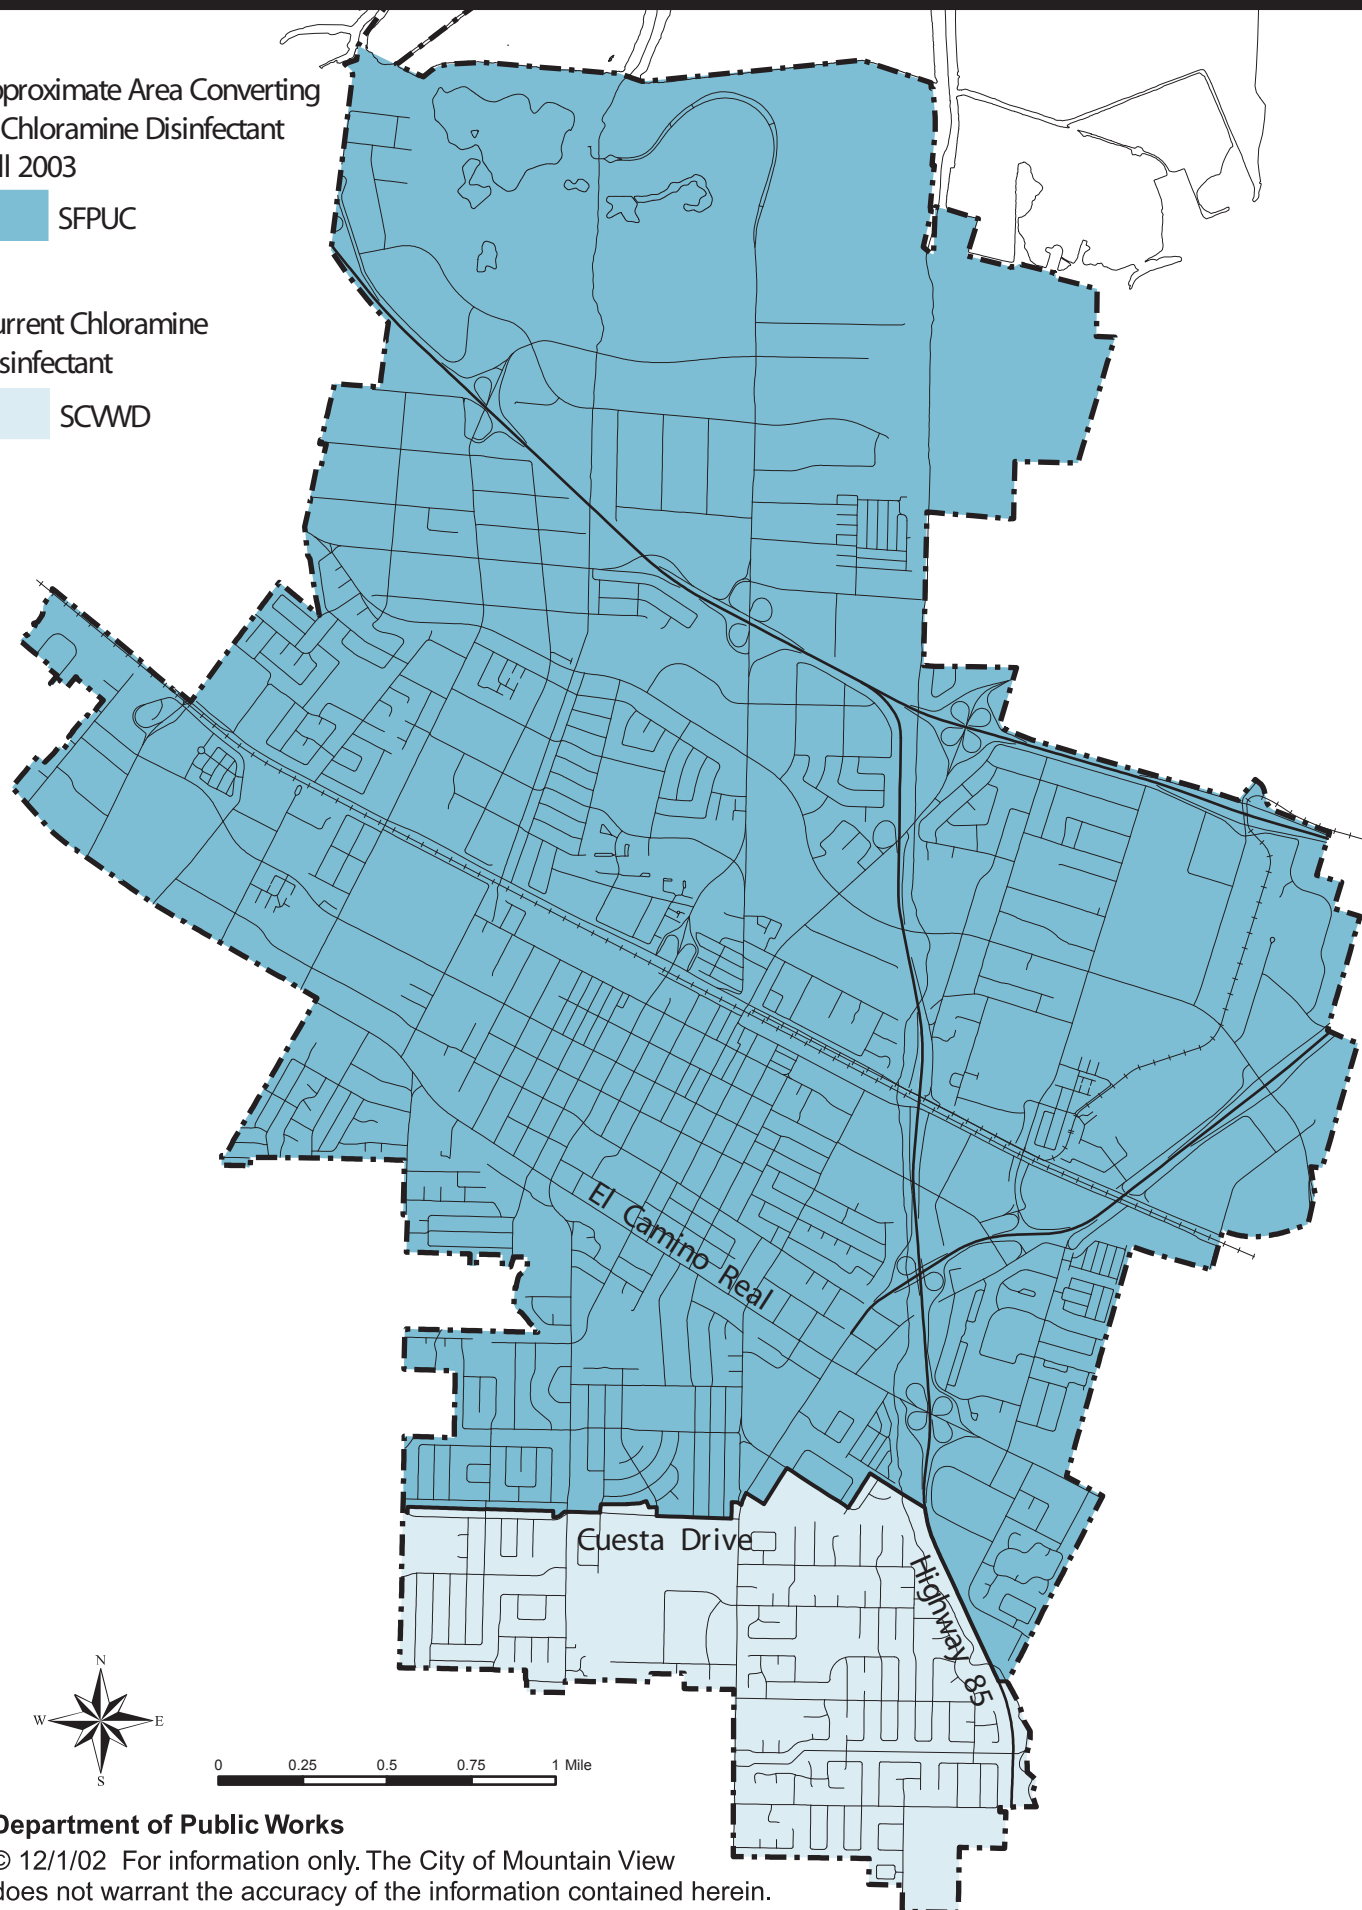 pproximate Area Converting
Chloramine Disinfectant
ll 2003
SFPUC
urrent Chloramine
sinfectant
SCVWD
El Camino Real
Cuesta Drive
Highway 85
N
W E
S
0 0.25 0.5 0.75 1 Mile
Department of Public Works
© 12/1/02 For information only. The City of Mountain View
does not warrant the accuracy of the information contained herein.